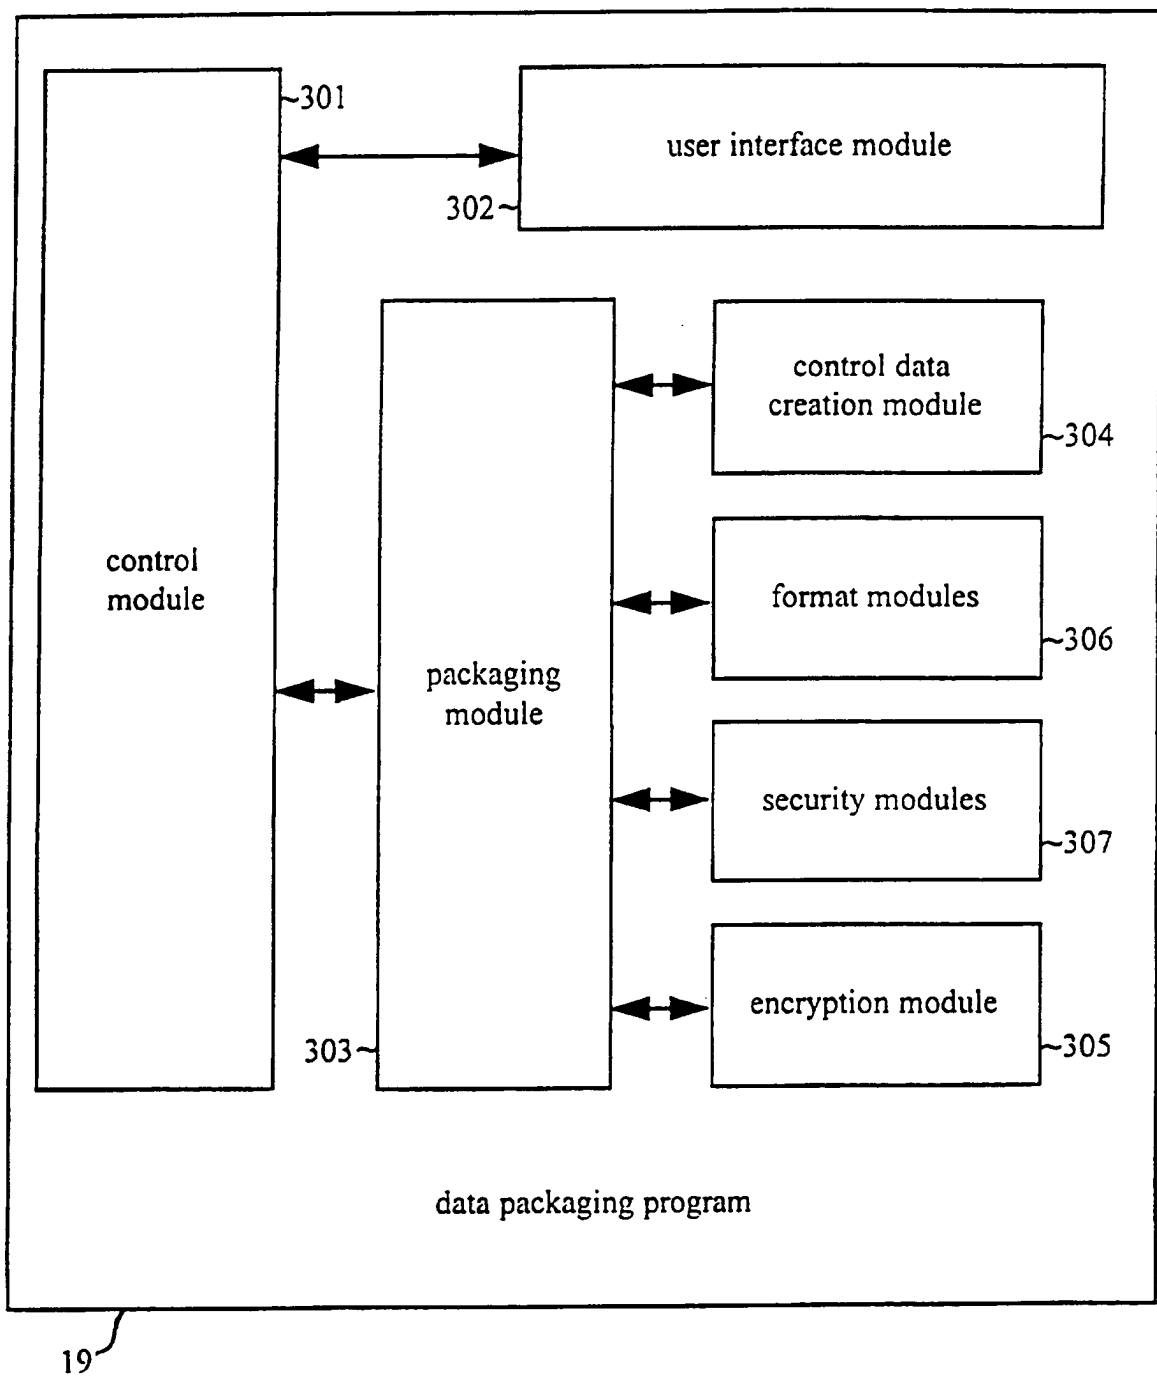 301
user interface module
302
control data
creation module
304
control
module
format modules
306
packaging
module
security modules
307
encryption module
303
305
data packaging program
19